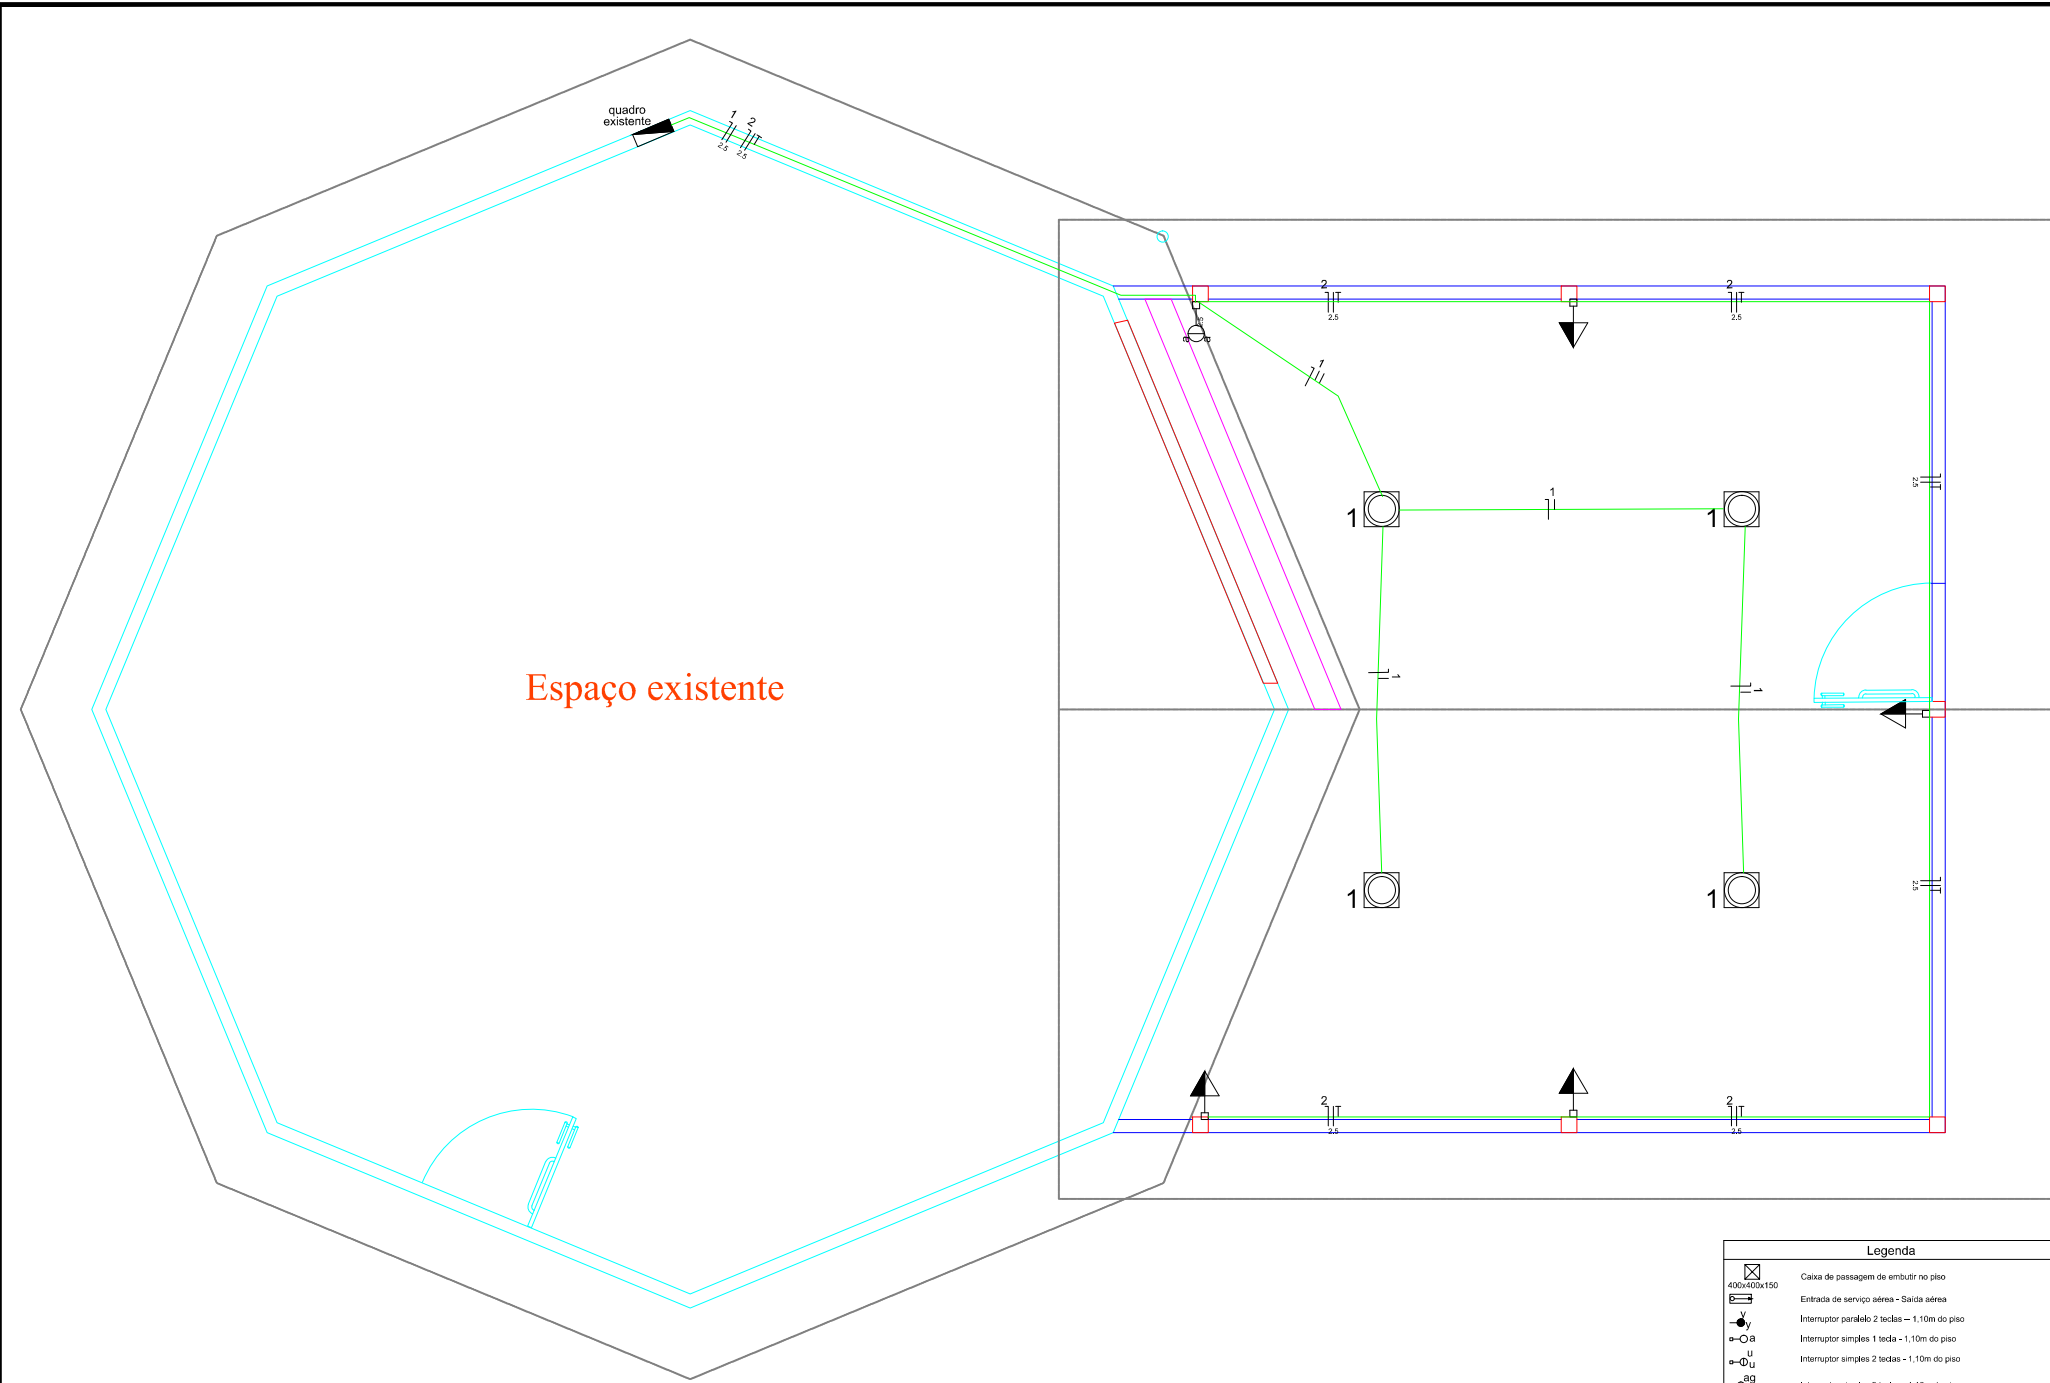 quadro
existente
1
2
2.5
2.5
2
2.5
2
2.5
a
a
1
1
1
1
2.5
1
1
Espaço existente
1
1
2.5
2
2.5
2
2.5
Legenda
400x400x150
Caixa de passagem de embutir no piso
Entrada de serviço aérea - Saída aérea
y
y
Interruptor paralelo 2 teclas – 1,10m do piso
a
Interruptor simples 1 tecla - 1,10m do piso
u
u
Interruptor simples 2 teclas - 1,10m do piso
ag